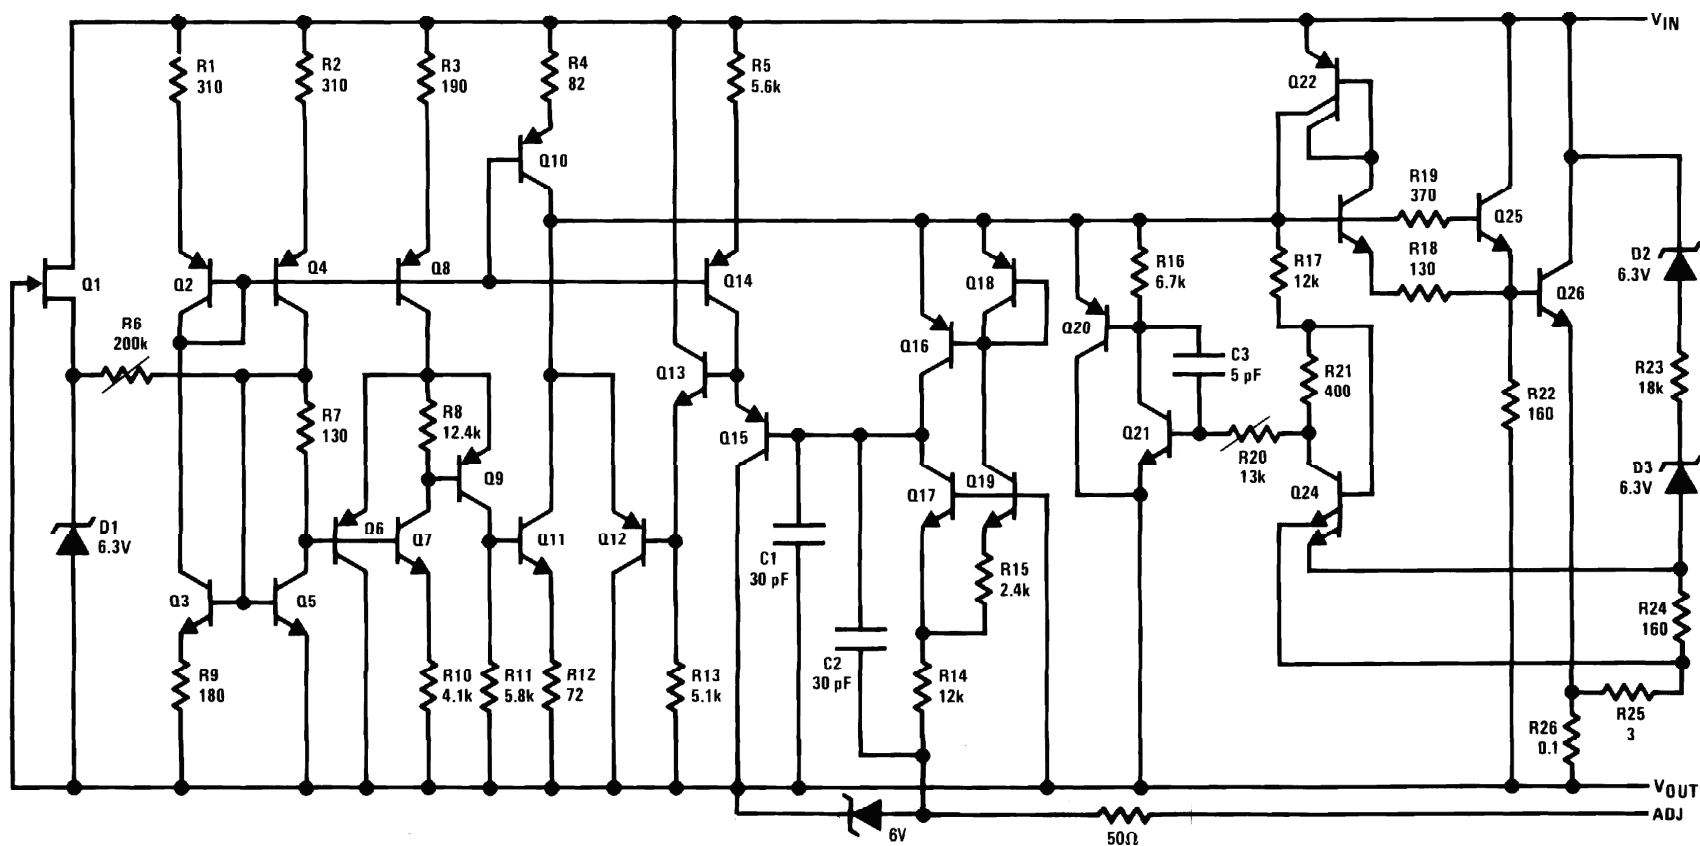 VIN
R1
310
R2
310
R3
190
R4
82
R5
5.6k
Q22
Q10
R19
370
Q25
Q1
Q2
Q4
Q8
Q14
Q18
R16
6.7k
R17
12k
R18
130
Q26
D2
6.3V
R6
200k
Q13
Q16
Q20
C3
5 pF
R21
400
R22
160
R23
18k
R7
130
R8
12.4k
Q15
Q21
R20
13k
Q9
Q17
Q19
Q24
D3
6.3V
D1
6.3V
Q6
Q7
Q11
Q12
C1
30 pF
R15
2.4k
Q3
Q5
R24
160
R9
180
R10
4.1k
R11
5.8k
R12
72
R13
5.1k
C2
30 pF
R14
12k
R25
3
R26
0.1
VOUT
6V
50Ω
ADJ